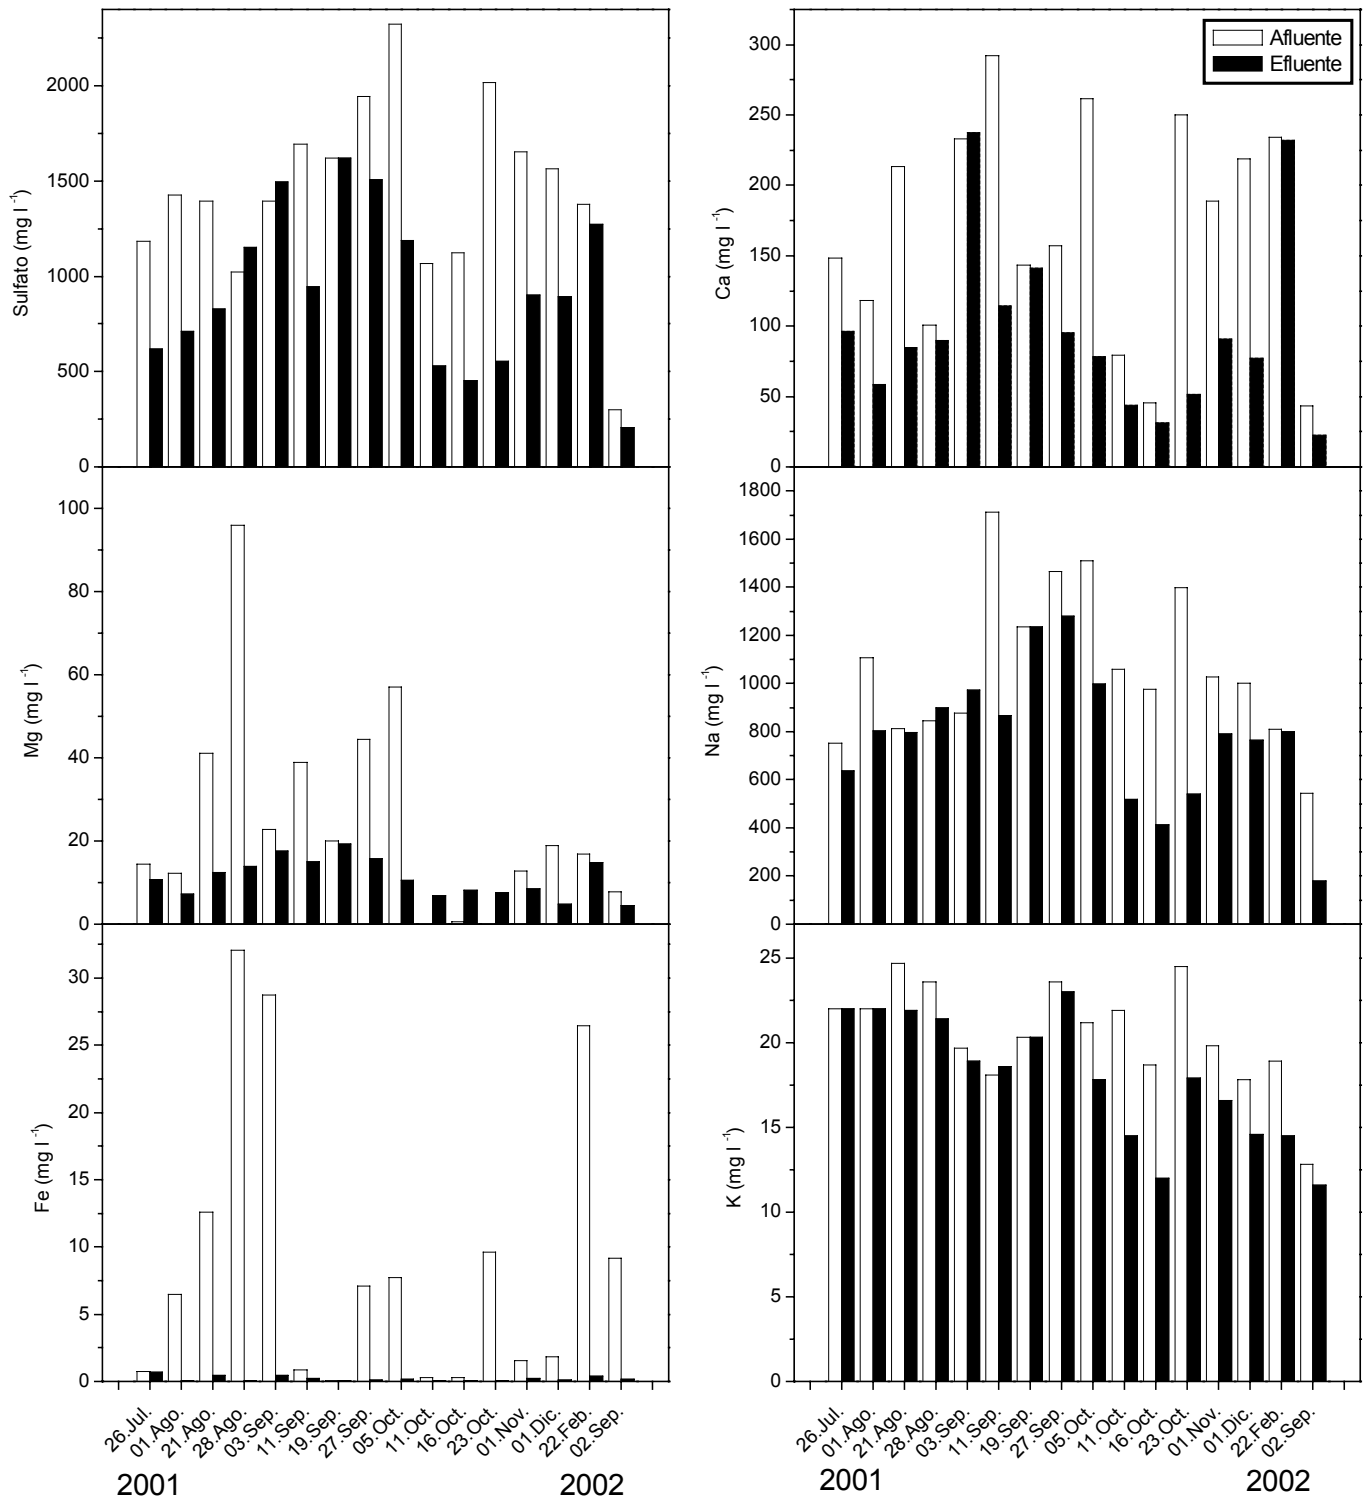 Afluente
Efluente
Sulfato (mg l⁻¹)
2000
1500
1000
500
0
Ca (mg l⁻¹)
300
250
200
150
100
50
0
Mg (mg l⁻¹)
100
80
60
40
20
0
Na (mg l⁻¹)
1800
1600
1400
1200
1000
800
600
400
200
0
Fe (mg l⁻¹)
30
25
20
15
10
5
0
K (mg l⁻¹)
25
20
15
10
5
0
26.Jul.
01.Ago.
21.Ago.
28.Ago.
03.Sep.
11.Sep.
19.Sep.
27.Sep.
05.Oct.
11.Oct.
16.Oct.
23.Oct.
01.Nov.
01.Dic.
22.Feb.
02.Sep.
2001
2002
26.Jul.
01.Ago.
21.Ago.
28.Ago.
03.Sep.
11.Sep.
19.Sep.
27.Sep.
05.Oct.
11.Oct.
16.Oct.
23.Oct.
01.Nov.
01.Dic.
22.Feb.
02.Sep.
2001
2002